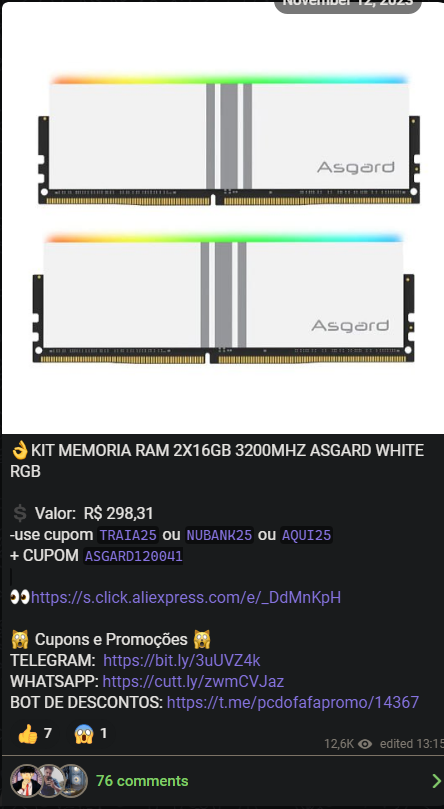 November 12, 2023
Asgard
Asgard
👌KIT MEMORIA RAM 2X16GB 3200MHZ ASGARD WHITE
RGB
💲 Valor: R$ 298,31
-use cupom TRAIA25 ou NUBANK25 ou AQUI25
+ CUPOM ASGARD120041
👀https://s.click.aliexpress.com/e/_DdMnKpH
🙀 Cupons e Promoções 🙀
TELEGRAM: https://bit.ly/3uUVZ4k
WHATSAPP: https://cutt.ly/zwmCVJaz
BOT DE DESCONTOS: https://t.me/pcdofafapromo/14367
👍 7 😱 1
12,6K edited 13:15
76 comments